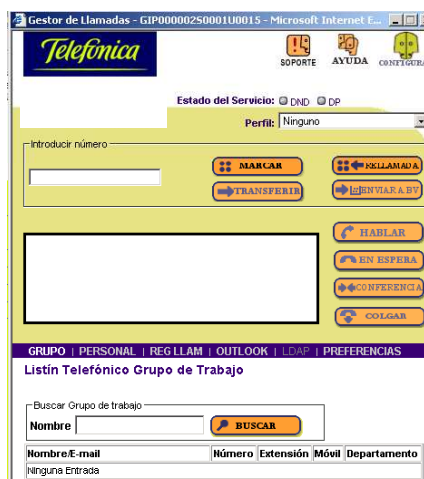 Gestor de Llamadas - GIP000002S0001U0015 - Microsoft Internet E...
Telefónica
SOPORTE AYUDA CONFIGURA
Estado del Servicio: DND DP
Perfil: Ninguno
Introducir número
MARCAR RELLAMADA
TRANSFERIR ENVIAR A BV
HABLAR
EN ESPERA
CONFERENCIA
COLGAR
GRUPO | PERSONAL | REG LLAM | OUTLOOK | LDAP | PREFERENCIAS
Listín Telefónico Grupo de Trabajo
Buscar Grupo de trabajo
Nombre BUSCAR
Nombre/E-mail Número Extensión Móvil Departamento
Ninguna Entrada